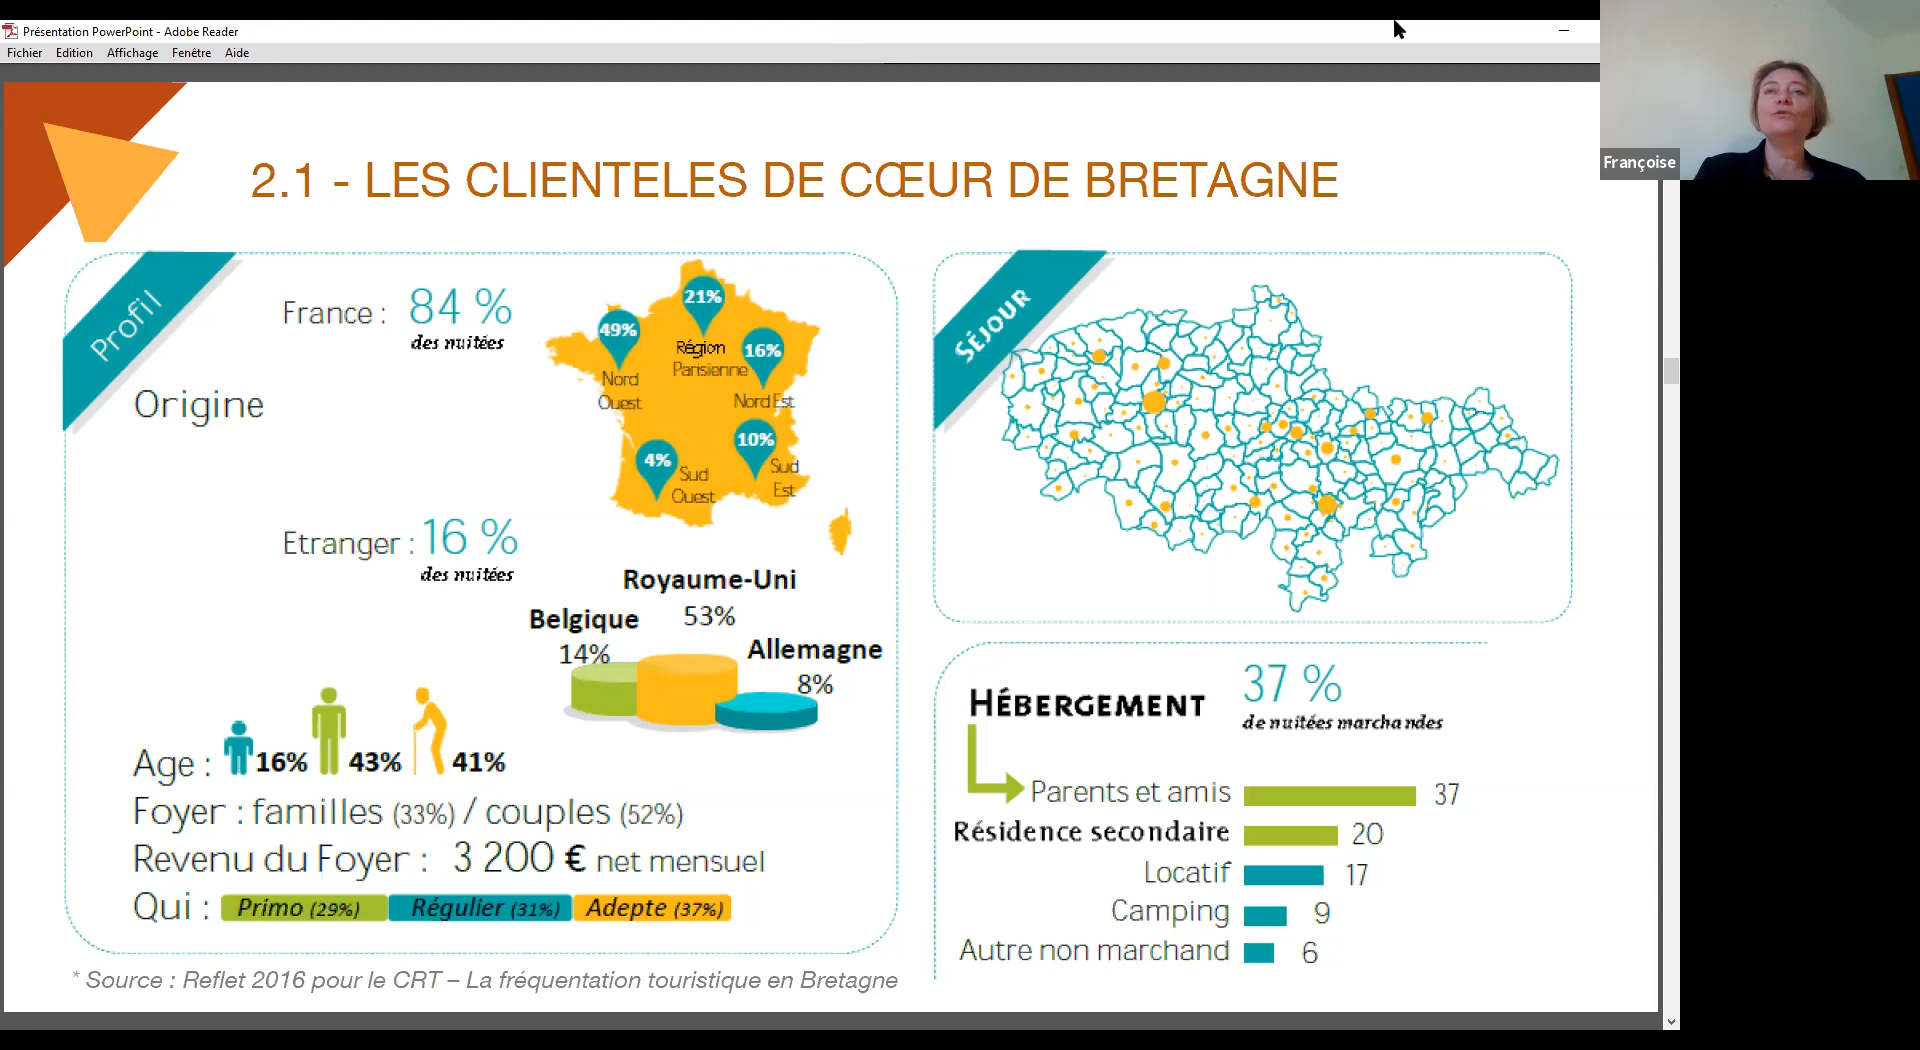 Présentation PowerPoint - Adobe Reader
Fichier Edition Affichage Fenêtre Aide
Françoise
2.1 - LES CLIENTELES DE CŒUR DE BRETAGNE
Profil
France : 84 %
des nuitées
Origine
21%
49%
Région
Parisienne
16%
Nord
Ouest
Nord Est
10%
4%
Sud
Ouest
Sud
Est
Etranger : 16 %
des nuitées
Royaume-Uni
53%
Belgique
14%
Allemagne
8%
Age : 16% 43% 41%
Foyer : familles (33%) / couples (52%)
Revenu du Foyer : 3 200 € net mensuel
Qui : Primo (29%) Régulier (31%) Adepte (37%)
* Source : Reflet 2016 pour le CRT – La fréquentation touristique en Bretagne
SÉJOUR
HÉBERGEMENT
37 %
de nuitées marchandes
Parents et amis 37
Résidence secondaire 20
Locatif 17
Camping 9
Autre non marchand 6